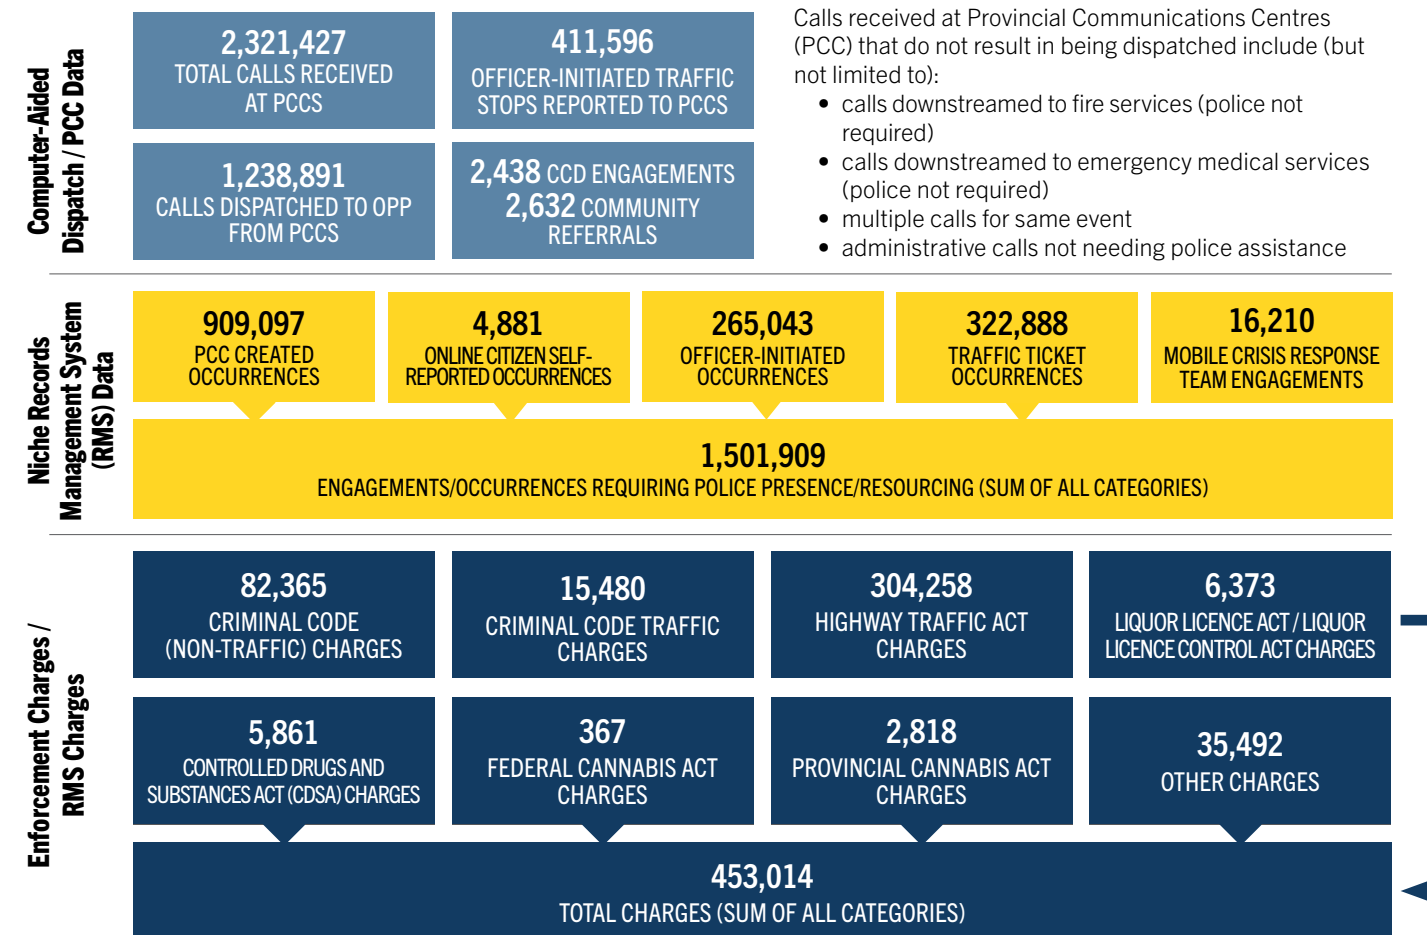 Computer-Aided
Dispatch / PCC Data
2,321,427
TOTAL CALLS RECEIVED
AT PCCS
411,596
OFFICER-INITIATED TRAFFIC
STOPS REPORTED TO PCCS
1,238,891
CALLS DISPATCHED TO OPP
FROM PCCS
2,438 CCD ENGAGEMENTS
2,632 COMMUNITY
REFERRALS
Calls received at Provincial Communications Centres
(PCC) that do not result in being dispatched include (but
not limited to):
• calls downstreamed to fire services (police not
required)
• calls downstreamed to emergency medical services
(police not required)
• multiple calls for same event
• administrative calls not needing police assistance
Niche Records
Management System
(RMS) Data
909,097
PCC CREATED
OCCURRENCES
4,881
ONLINE CITIZEN SELF-
REPORTED OCCURRENCES
265,043
OFFICER-INITIATED
OCCURRENCES
322,888
TRAFFIC TICKET
OCCURRENCES
16,210
MOBILE CRISIS RESPONSE
TEAM ENGAGEMENTS
1,501,909
ENGAGEMENTS/OCCURRENCES REQUIRING POLICE PRESENCE/RESOURCING (SUM OF ALL CATEGORIES)
Enforcement Charges /
RMS Charges
82,365
CRIMINAL CODE
(NON-TRAFFIC) CHARGES
15,480
CRIMINAL CODE TRAFFIC
CHARGES
304,258
HIGHWAY TRAFFIC ACT
CHARGES
6,373
LIQUOR LICENCE ACT / LIQUOR
LICENCE CONTROL ACT CHARGES
5,861
CONTROLLED DRUGS AND
SUBSTANCES ACT (CDSA) CHARGES
367
FEDERAL CANNABIS ACT
CHARGES
2,818
PROVINCIAL CANNABIS ACT
CHARGES
35,492
OTHER CHARGES
453,014
TOTAL CHARGES (SUM OF ALL CATEGORIES)